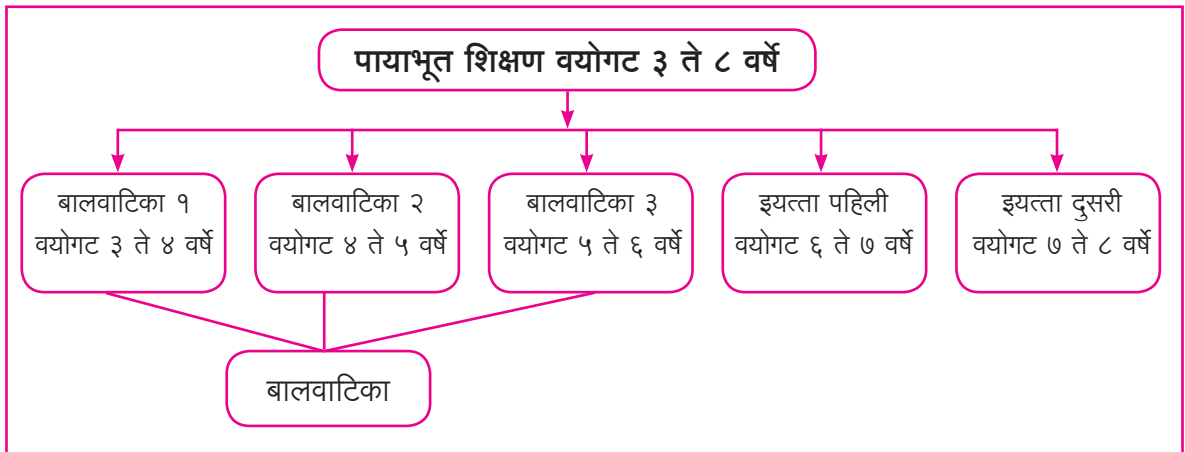 पायाभूत शिक्षण वयोगट ३ ते ८ वर्षे
बालवाटिका १
वयोगट ३ ते ४ वर्षे
बालवाटिका २
वयोगट ४ ते ५ वर्षे
बालवाटिका ३
वयोगट ५ ते ६ वर्षे
इयत्ता पहिली
वयोगट ६ ते ७ वर्षे
इयत्ता दुसरी
वयोगट ७ ते ८ वर्षे
बालवाटिका